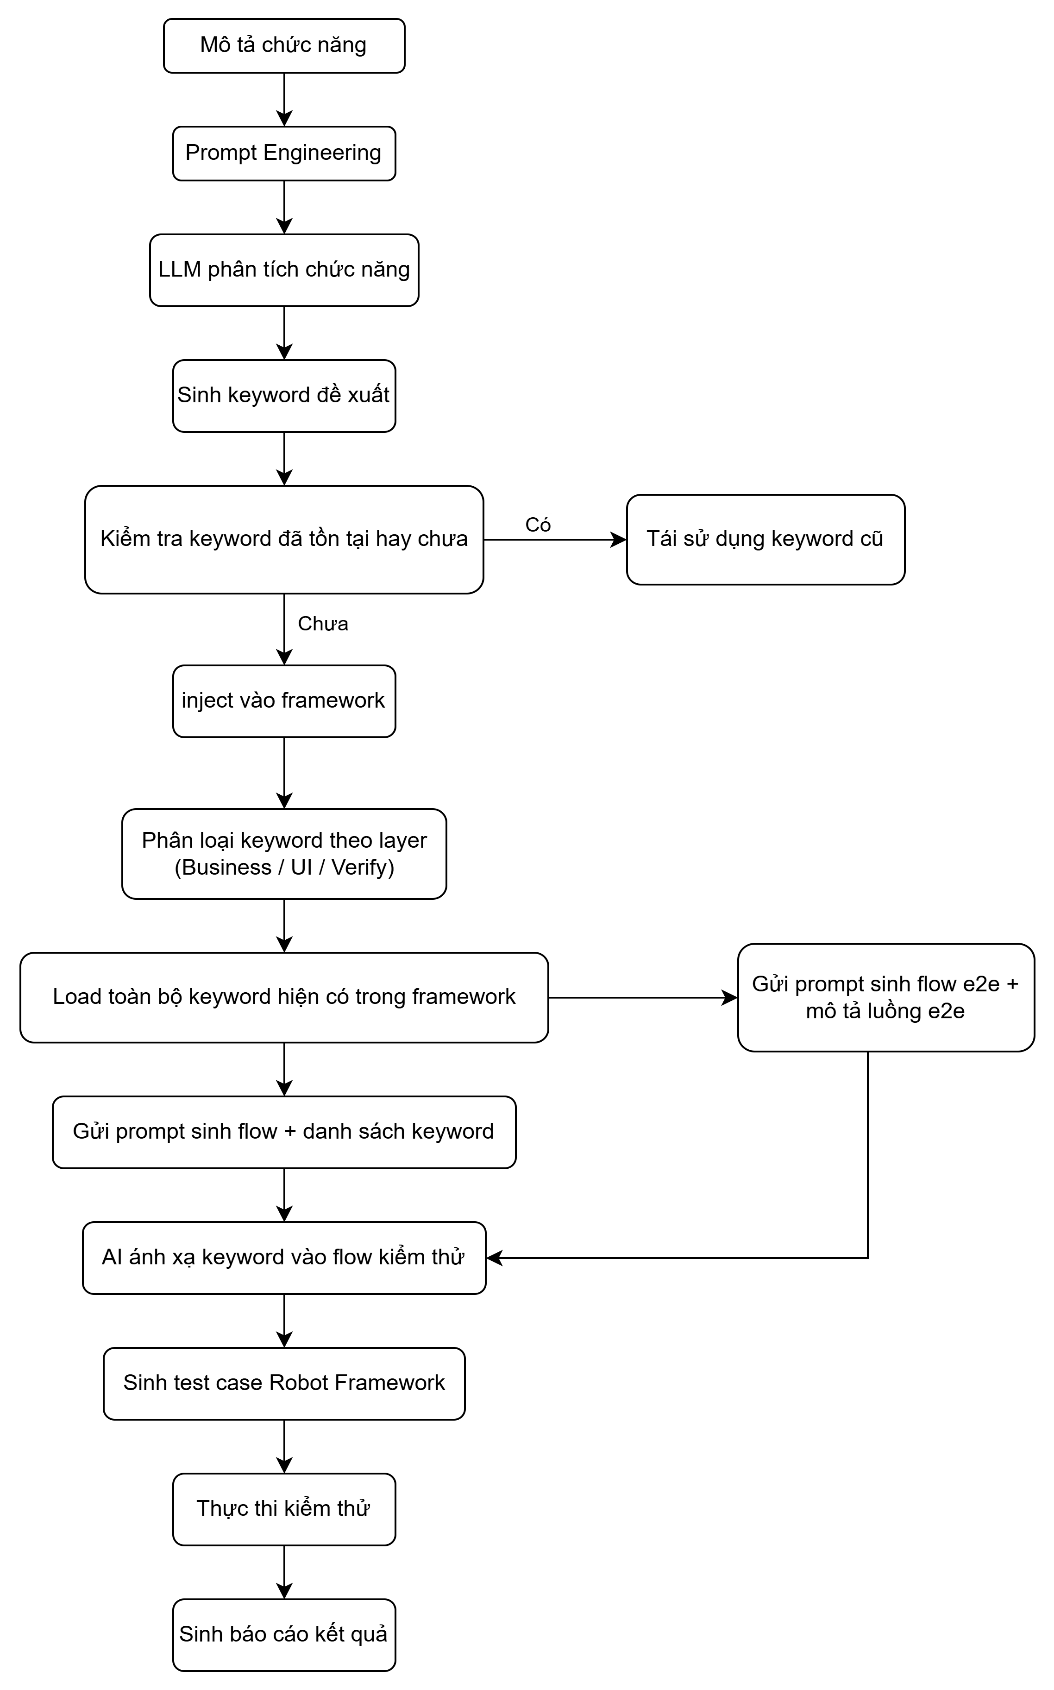 Mô tả chức năng
Prompt Engineering
LLM phân tích chức năng
Sinh keyword đề xuất
Kiểm tra keyword đã tồn tại hay chưa
Có
Tái sử dụng keyword cũ
Chưa
inject vào framework
Phân loại keyword theo layer
(Business / UI / Verify)
Load toàn bộ keyword hiện có trong framework
Gửi prompt sinh flow e2e +
mô tả luồng e2e
Gửi prompt sinh flow + danh sách keyword
AI ánh xạ keyword vào flow kiểm thử
Sinh test case Robot Framework
Thực thi kiểm thử
Sinh báo cáo kết quả